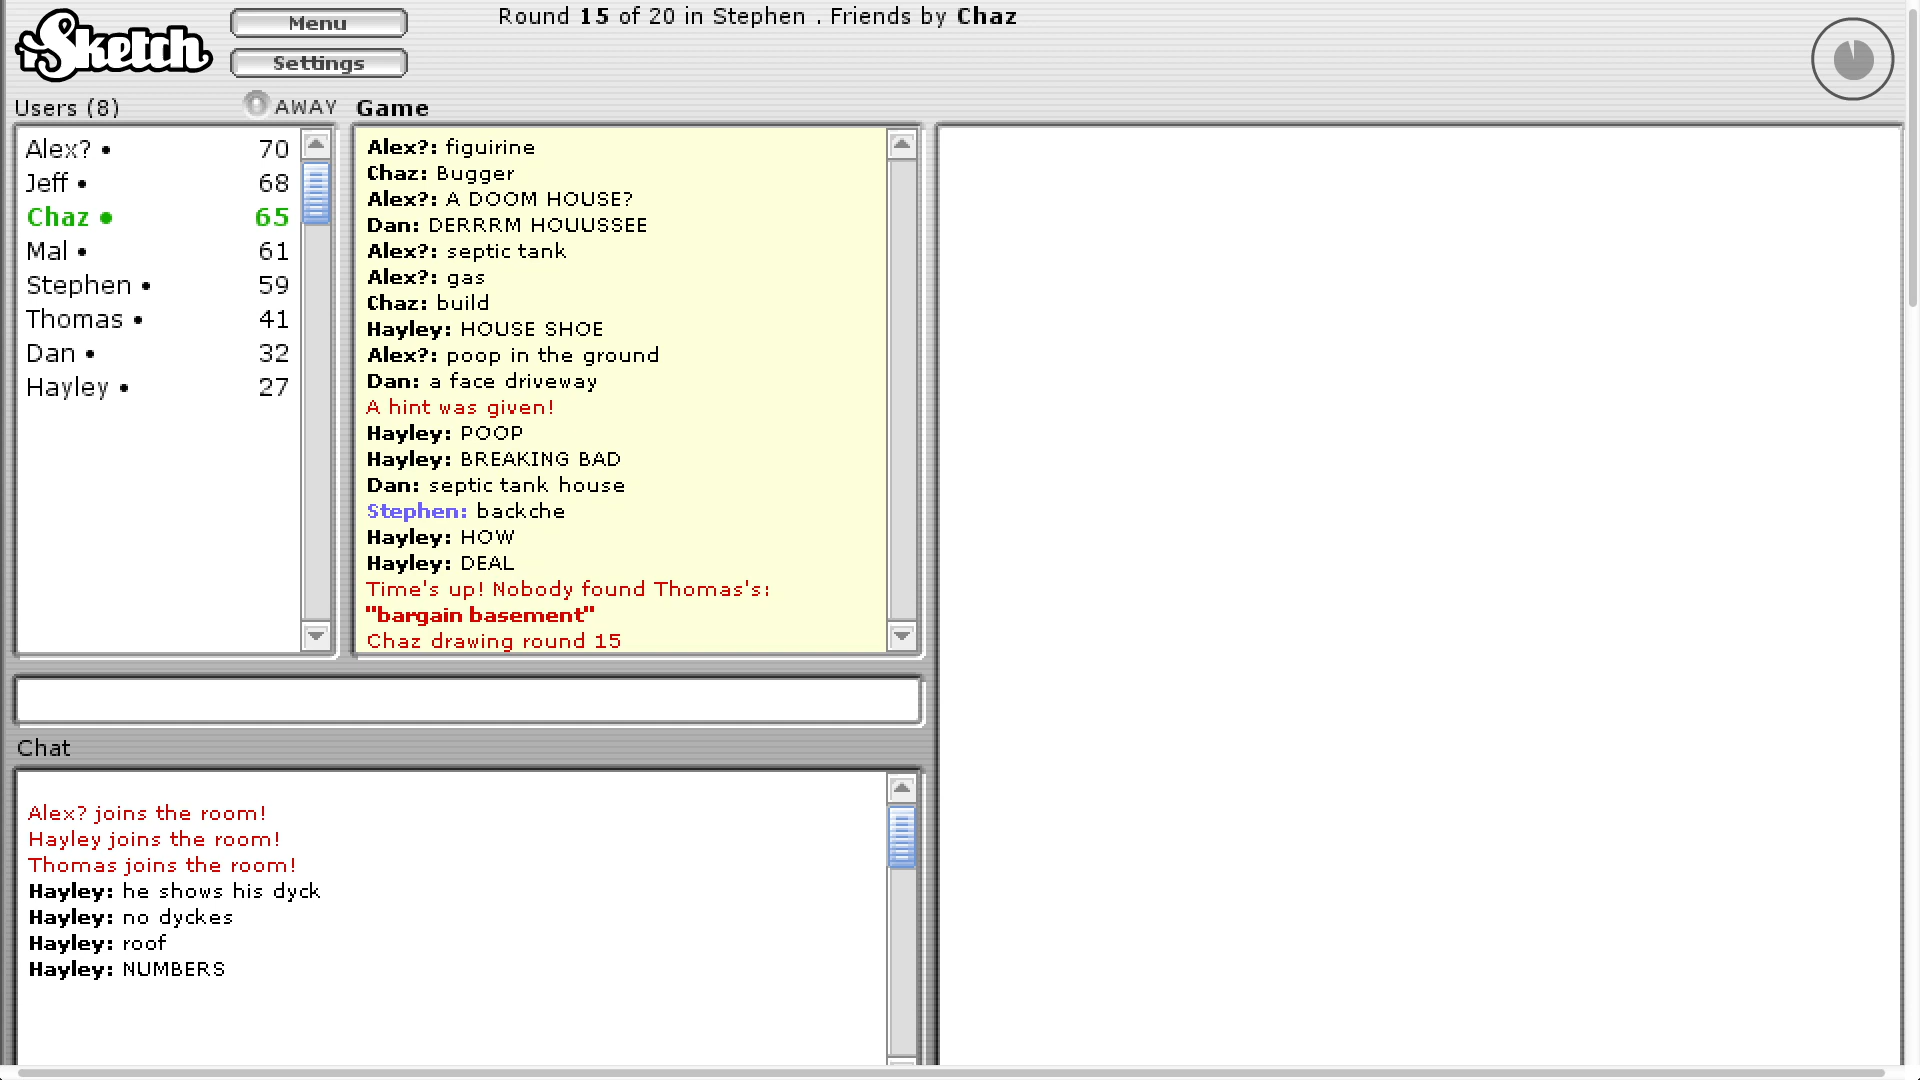 iSketch
Menu
Settings
Round 15 of 20 in Stephen . Friends by Chaz
Users (8)
AWAY
Alex? • 70
Jeff • 68
Chaz • 65
Mal • 61
Stephen • 59
Thomas • 41
Dan • 32
Hayley • 27
Game
Alex?: figuirine
Chaz: Bugger
Alex?: A DOOM HOUSE?
Dan: DERRRM HOUUSSEE
Alex?: septic tank
Alex?: gas
Chaz: build
Hayley: HOUSE SHOE
Alex?: poop in the ground
Dan: a face driveway
A hint was given!
Hayley: POOP
Hayley: BREAKING BAD
Dan: septic tank house
Stephen: backche
Hayley: HOW
Hayley: DEAL
Time's up! Nobody found Thomas's:
"bargain basement"
Chaz drawing round 15
Chat
Alex? joins the room!
Hayley joins the room!
Thomas joins the room!
Hayley: he shows his dyck
Hayley: no dyckes
Hayley: roof
Hayley: NUMBERS